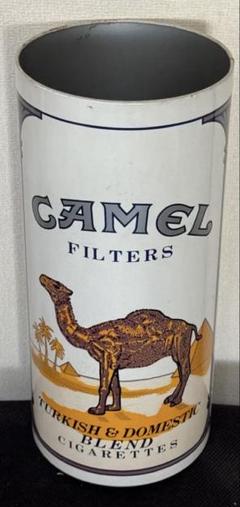 CAMEL
FILTERS
TURKISH & DOMESTIC
BLEND
CIGARETTES